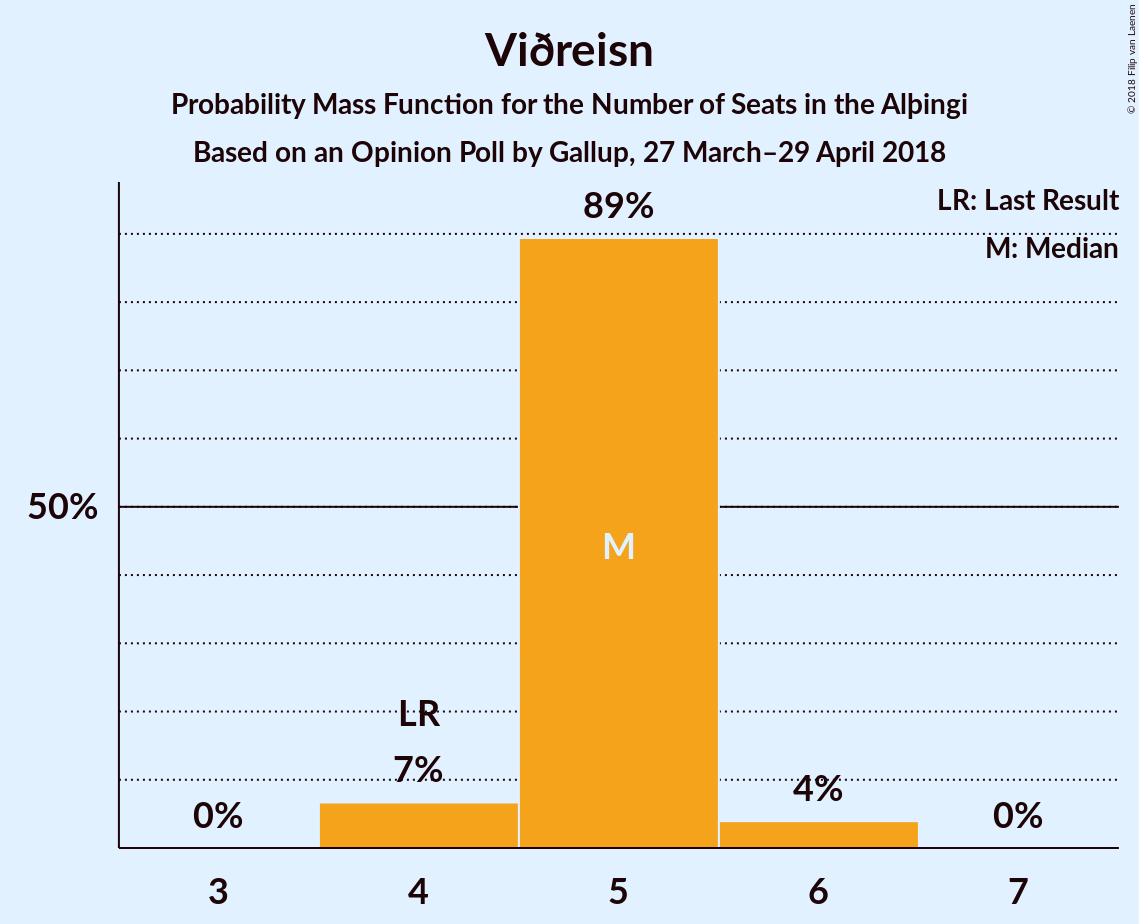 Viðreisn
Probability Mass Function for the Number of Seats in the Alþingi
Based on an Opinion Poll by Gallup, 27 March–29 April 2018
© 2018 Filip van Laenen
LR: Last Result
M: Median
89%
50%
M
LR
7%
4%
0%
0%
3 4 5 6 7